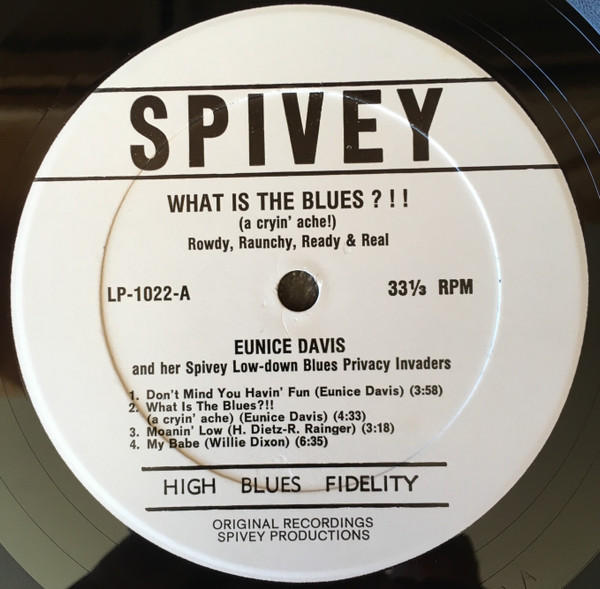 SPIVEY
WHAT IS THE BLUES ? ! !
(a cryin' ache!)
Rowdy, Raunchy, Ready & Real
LP-1022-A
33⅓ RPM
EUNICE DAVIS
and her Spivey Low-down Blues Privacy Invaders
1. Don't Mind You Havin' Fun (Eunice Davis) (3:58)
2. What Is The Blues?!!
(a cryin' ache) (Eunice Davis) (4:33)
3. Moanin' Low (H. Dietz-R. Rainger) (3:18)
4. My Babe (Willie Dixon) (6:35)
HIGH BLUES FIDELITY
ORIGINAL RECORDINGS
SPIVEY PRODUCTIONS